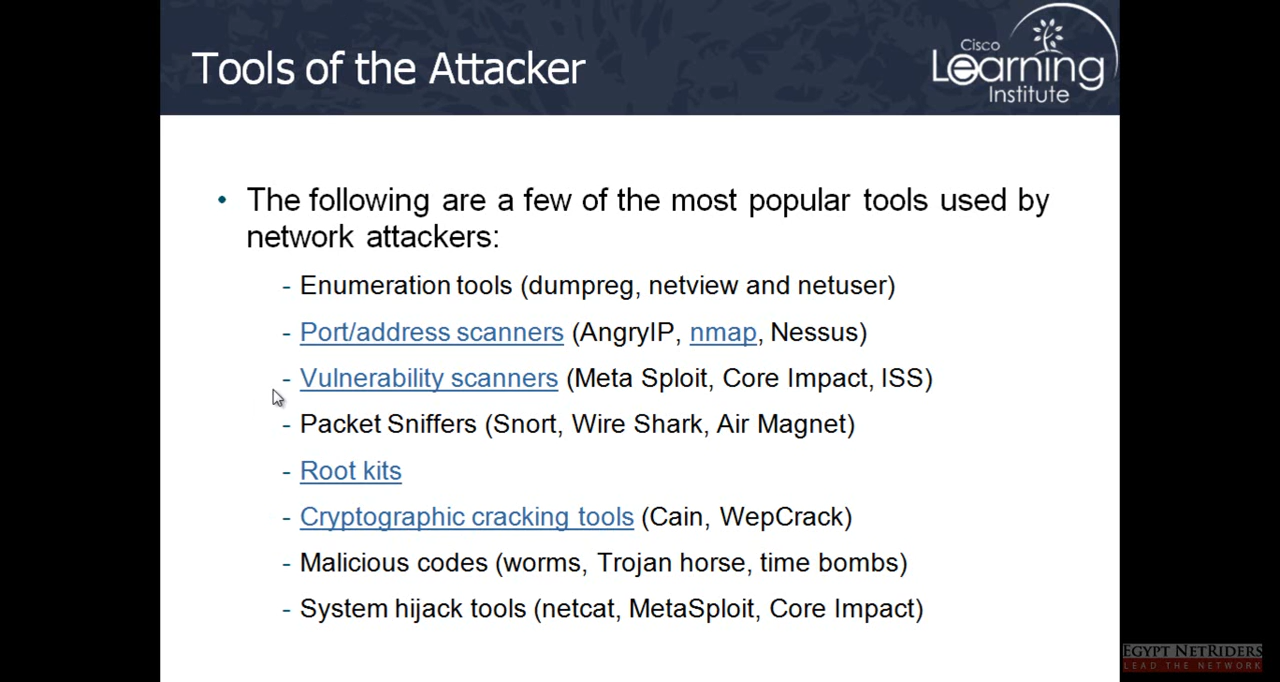 Tools of the Attacker
Cisco
Learning
Institute
• The following are a few of the most popular tools used by
network attackers:
- Enumeration tools (dumpreg, netview and netuser)
- Port/address scanners (AngryIP, nmap, Nessus)
- Vulnerability scanners (Meta Sploit, Core Impact, ISS)
- Packet Sniffers (Snort, Wire Shark, Air Magnet)
- Root kits
- Cryptographic cracking tools (Cain, WepCrack)
- Malicious codes (worms, Trojan horse, time bombs)
- System hijack tools (netcat, MetaSploit, Core Impact)
EGYPT NETRIDERS
LEAD THE NETWORK